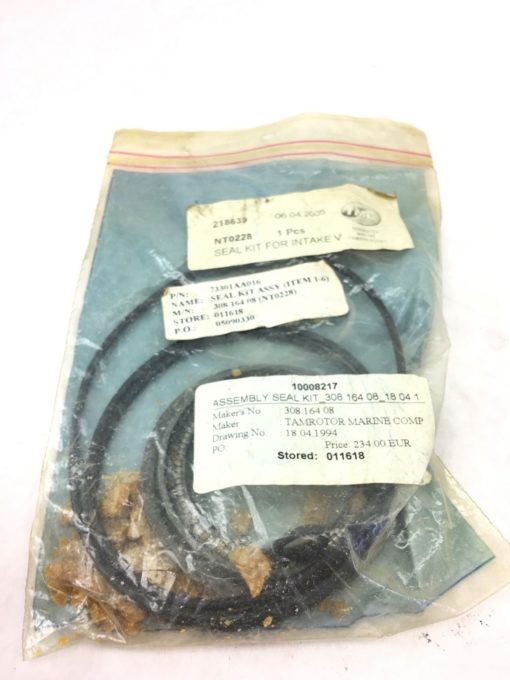 218639 06.04.2005
NT0228 1 Pcs
SEAL KIT FOR INTAKE V
P/N: 73301AA016
NAME: SEAL KIT ASSY (ITEM 1-6)
M/N: 308 164 08 (NT0228)
STORE: 011618
P.O.: 05090330
10008217
ASSEMBLY SEAL KIT_308 164 08_18 04 1
Maker's No : 308 164 08
Maker : TAMROTOR MARINE COMP
Drawing No. : 18.04.1994
PO: Price: 234.00 EUR
Stored: 011618